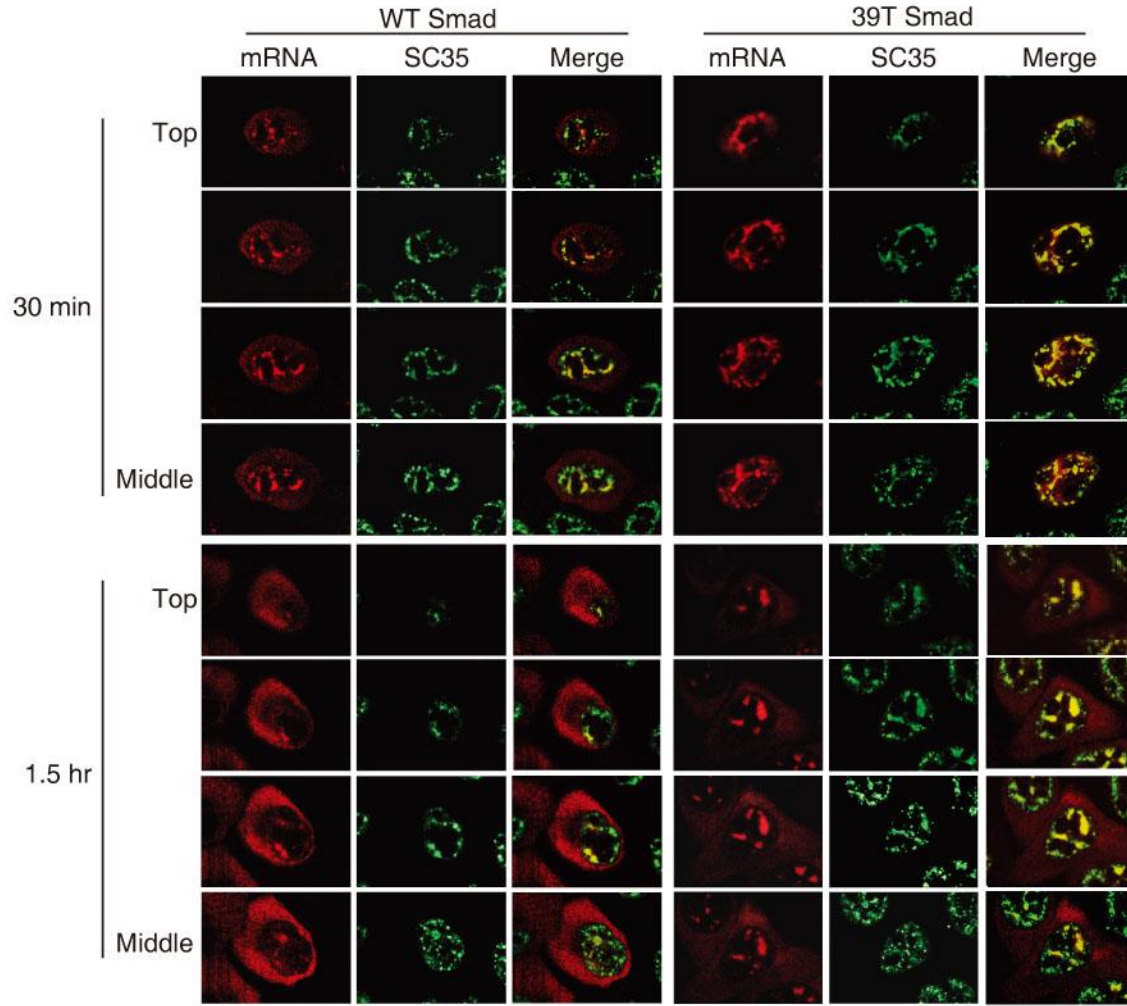 WT Smad 39T Smad
mRNA SC35 Merge mRNA SC35 Merge
Top
30 min
Middle
Top
1.5 hr
Middle